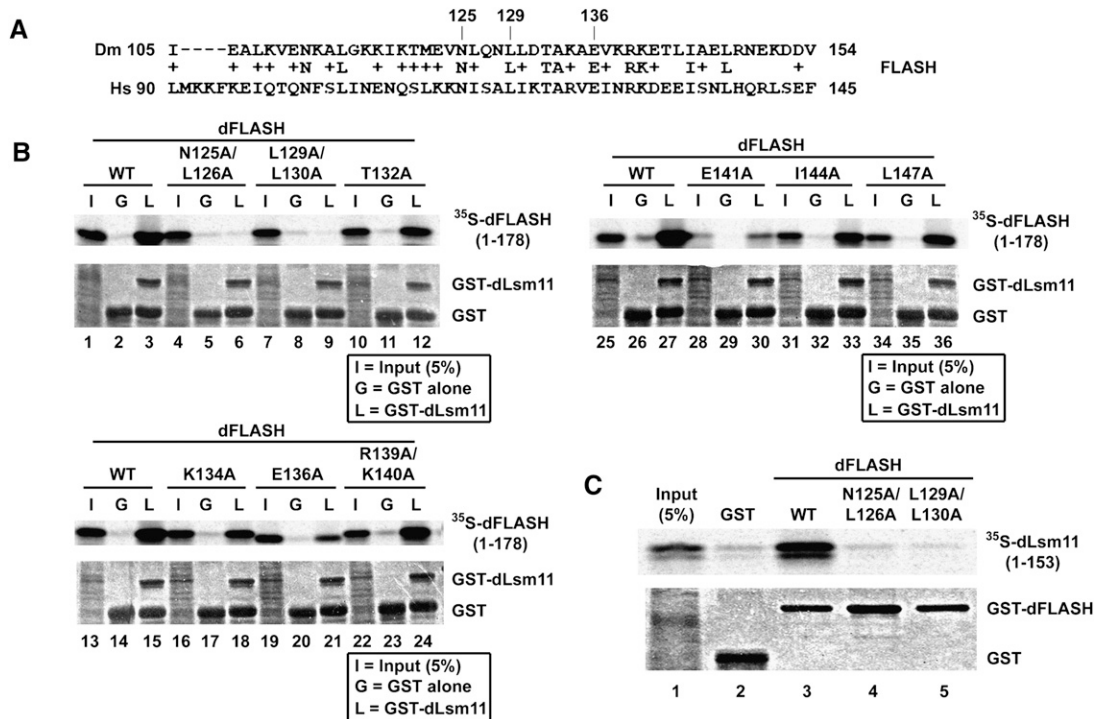 A
125 129 136
Dm 105 I----EALKVENKALGKKIKTMEVNLQNLLDTAKAEVKRKETLIAELRNEKDDV 154
+ + + ++ +N +L + ++++ N+ L+ TA+ E+ RK+ I+ L +
FLASH
Hs 90 LMKKFKEIQTQNFSLINENQSLKKNISALIKTARVEINRKDEEISNLHQRLSEF 145
B
dFLASH
WT N125A/L126A L129A/L130A T132A
I G L I G L I G L I G L
35S-dFLASH
(1-178)
GST-dLsm11
GST
1 2 3 4 5 6 7 8 9 10 11 12
I = Input (5%)
G = GST alone
L = GST-dLsm11
dFLASH
WT E141A I144A L147A
I G L I G L I G L I G L
35S-dFLASH
(1-178)
GST-dLsm11
GST
25 26 27 28 29 30 31 32 33 34 35 36
I = Input (5%)
G = GST alone
L = GST-dLsm11
dFLASH
WT K134A E136A R139A/K140A
I G L I G L I G L I G L
35S-dFLASH
(1-178)
GST-dLsm11
GST
13 14 15 16 17 18 19 20 21 22 23 24
I = Input (5%)
G = GST alone
L = GST-dLsm11
C
dFLASH
Input (5%) GST WT N125A/L126A L129A/L130A
35S-dLsm11
(1-153)
GST-dFLASH
GST
1 2 3 4 5